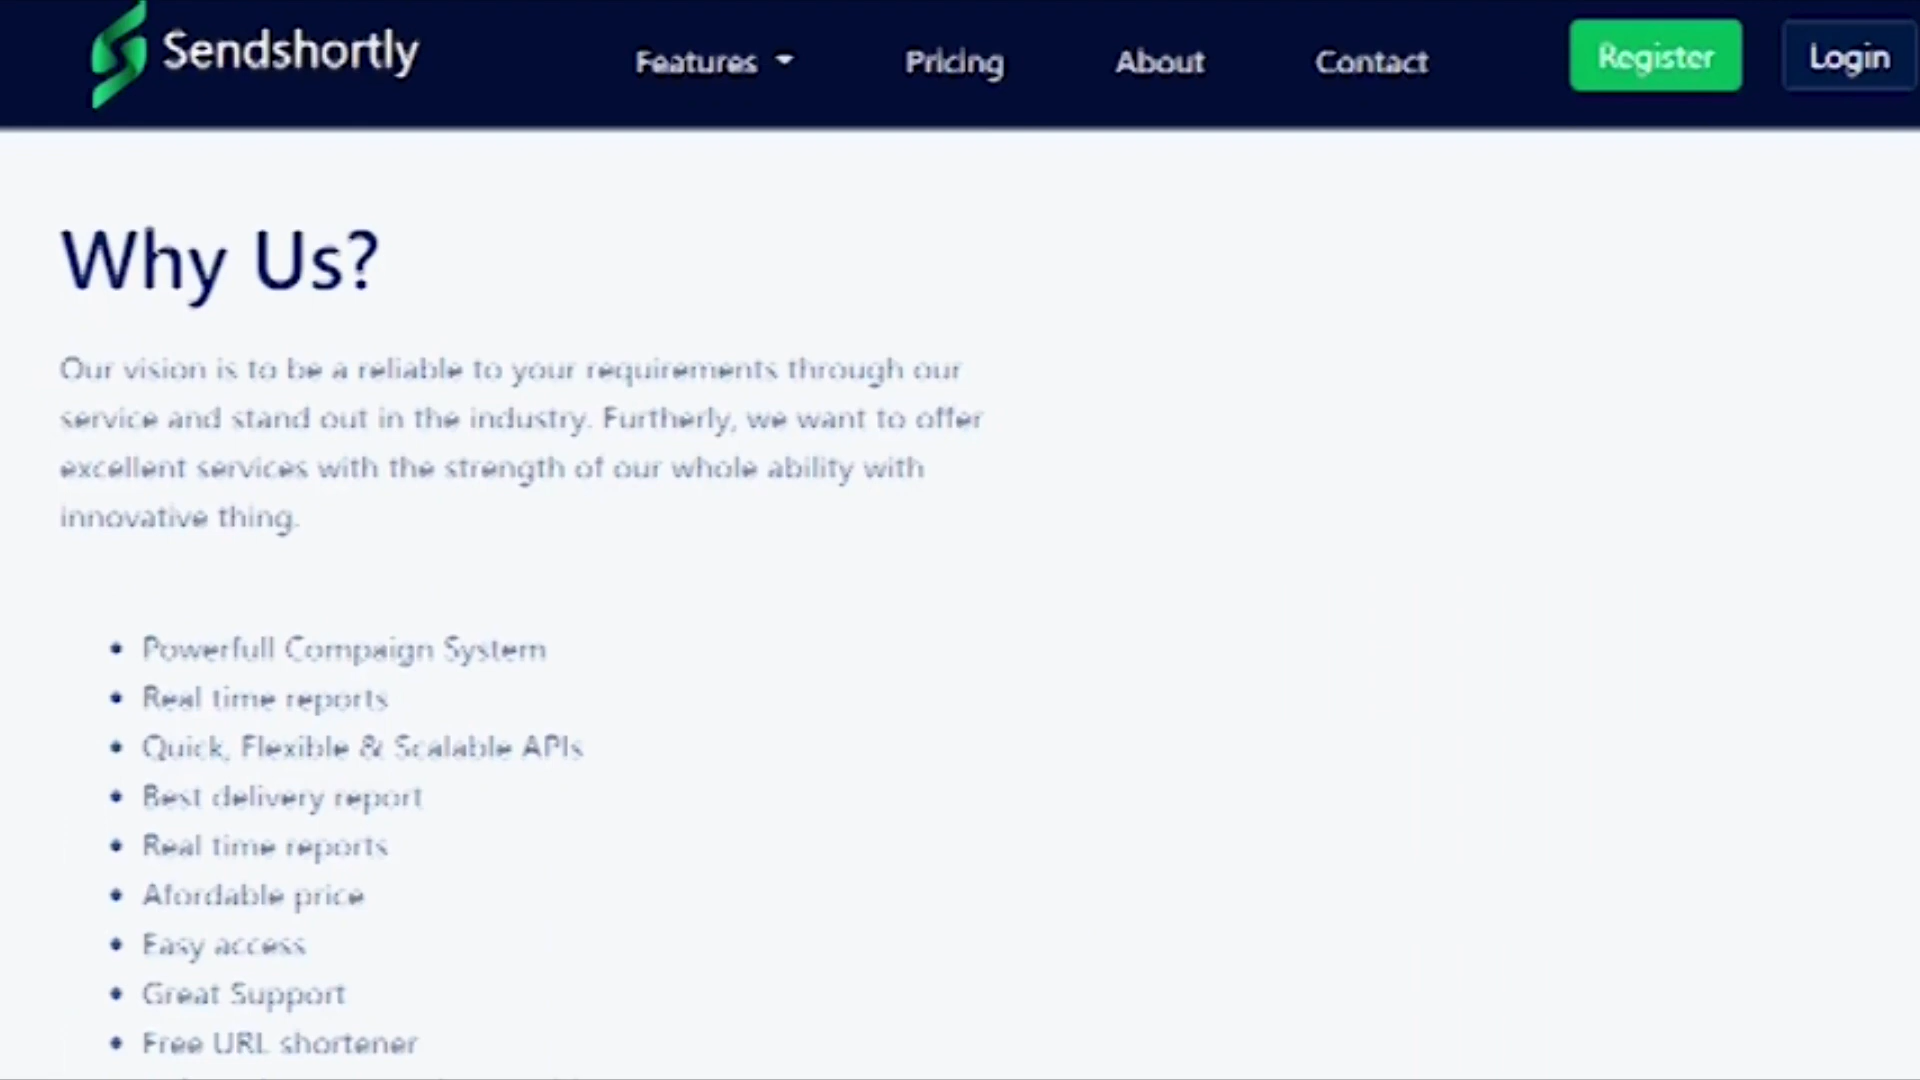 Sendshortly
Features Pricing About Contact Register Login
Why Us?
Our vision is to be a reliable to your requirements through our
service and stand out in the industry. Furtherly, we want to offer
excellent services with the strength of our whole ability with
innovative thing.
Powerfull Compaign System
Real time reports
Quick, Flexible & Scalable APIs
Best delivery report
Real time reports
Afordable price
Easy access
Great Support
Free URL shortener